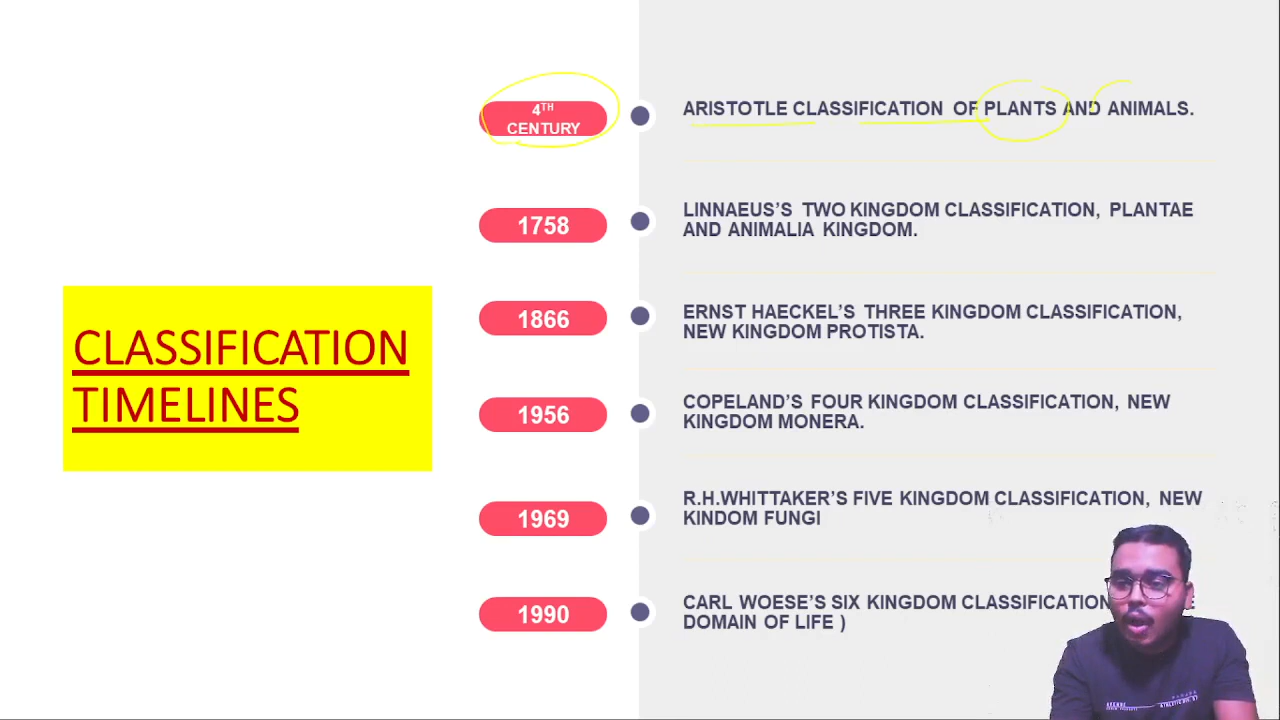 4TH
CENTURY
ARISTOTLE CLASSIFICATION OF PLANTS AND ANIMALS.
1758
LINNAEUS'S TWO KINGDOM CLASSIFICATION, PLANTAE
AND ANIMALIA KINGDOM.
CLASSIFICATION
TIMELINES
1866
ERNST HAECKEL'S THREE KINGDOM CLASSIFICATION,
NEW KINGDOM PROTISTA.
1956
COPELAND'S FOUR KINGDOM CLASSIFICATION, NEW
KINGDOM MONERA.
1969
R.H.WHITTAKER'S FIVE KINGDOM CLASSIFICATION, NEW
KINDOM FUNGI
1990
CARL WOESE'S SIX KINGDOM CLASSIFICATION
DOMAIN OF LIFE )